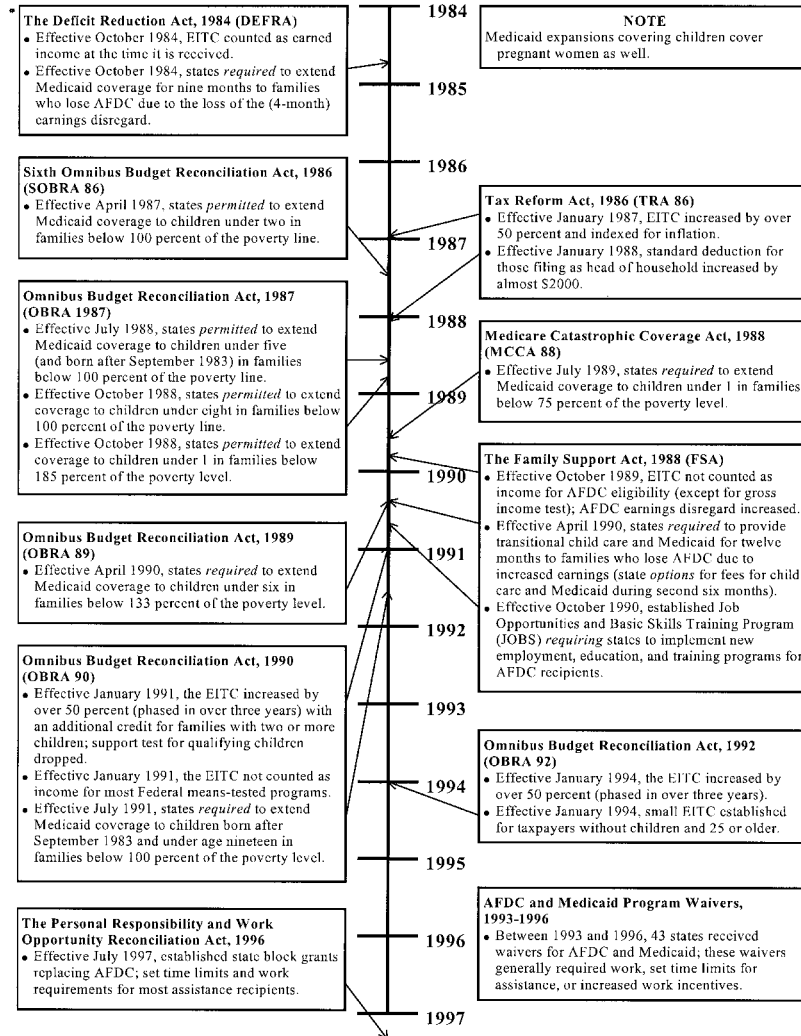 The Deficit Reduction Act, 1984 (DEFRA)
• Effective October 1984, EITC counted as earned
income at the time it is received.
• Effective October 1984, states required to extend
Medicaid coverage for nine months to families
who lose AFDC due to the loss of the (4-month)
earnings disregard.
Sixth Omnibus Budget Reconciliation Act, 1986
(SOBRA 86)
• Effective April 1987, states permitted to extend
Medicaid coverage to children under two in
families below 100 percent of the poverty line.
Omnibus Budget Reconciliation Act, 1987
(OBRA 1987)
• Effective July 1988, states permitted to extend
Medicaid coverage to children under five
(and born after September 1983) in families
below 100 percent of the poverty line.
• Effective October 1988, states permitted to extend
coverage to children under eight in families below
100 percent of the poverty line.
• Effective October 1988, states permitted to extend
coverage to children under 1 in families below
185 percent of the poverty level.
Omnibus Budget Reconciliation Act, 1989
(OBRA 89)
• Effective April 1990, states required to extend
Medicaid coverage to children under six in
families below 133 percent of the poverty level.
Omnibus Budget Reconciliation Act, 1990
(OBRA 90)
• Effective January 1991, the EITC increased by
over 50 percent (phased in over three years) with
an additional credit for families with two or more
children; support test for qualifying children
dropped.
• Effective January 1991, the EITC not counted as
income for most Federal means-tested programs.
• Effective July 1991, states required to extend
Medicaid coverage to children born after
September 1983 and under age nineteen in
families below 100 percent of the poverty level.
The Personal Responsibility and Work
Opportunity Reconciliation Act, 1996
• Effective July 1997, established state block grants
replacing AFDC; set time limits and work
requirements for most assistance recipients.
1984
1985
1986
1987
1988
1989
1990
1991
1992
1993
1994
1995
1996
1997
NOTE
Medicaid expansions covering children cover
pregnant women as well.
Tax Reform Act, 1986 (TRA 86)
• Effective January 1987, EITC increased by over
50 percent and indexed for inflation.
• Effective January 1988, standard deduction for
those filing as head of household increased by
almost $2000.
Medicare Catastrophic Coverage Act, 1988
(MCCA 88)
• Effective July 1989, states required to extend
Medicaid coverage to children under 1 in families
below 75 percent of the poverty level.
The Family Support Act, 1988 (FSA)
• Effective October 1989, EITC not counted as
income for AFDC eligibility (except for gross
income test); AFDC earnings disregard increased.
• Effective April 1990, states required to provide
transitional child care and Medicaid for twelve
months to families who lose AFDC due to
increased earnings (state options for fees for child
care and Medicaid during second six months).
• Effective October 1990, established Job
Opportunities and Basic Skills Training Program
(JOBS) requiring states to implement new
employment, education, and training programs for
AFDC recipients.
Omnibus Budget Reconciliation Act, 1992
(OBRA 92)
• Effective January 1994, the EITC increased by
over 50 percent (phased in over three years).
• Effective January 1994, small EITC established
for taxpayers without children and 25 or older.
AFDC and Medicaid Program Waivers,
1993-1996
• Between 1993 and 1996, 43 states received
waivers for AFDC and Medicaid; these waivers
generally required work, set time limits for
assistance, or increased work incentives.